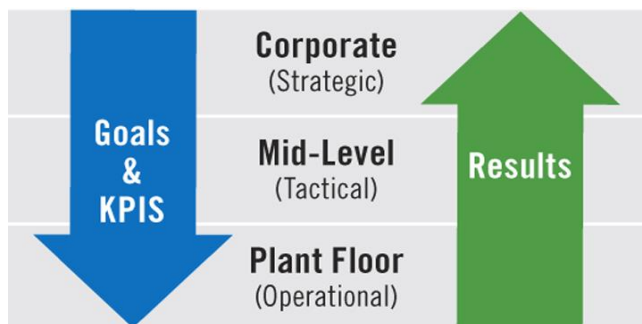 Corporate
(Strategic)
Goals
&
KPIS
Mid-Level
(Tactical)
Results
Plant Floor
(Operational)